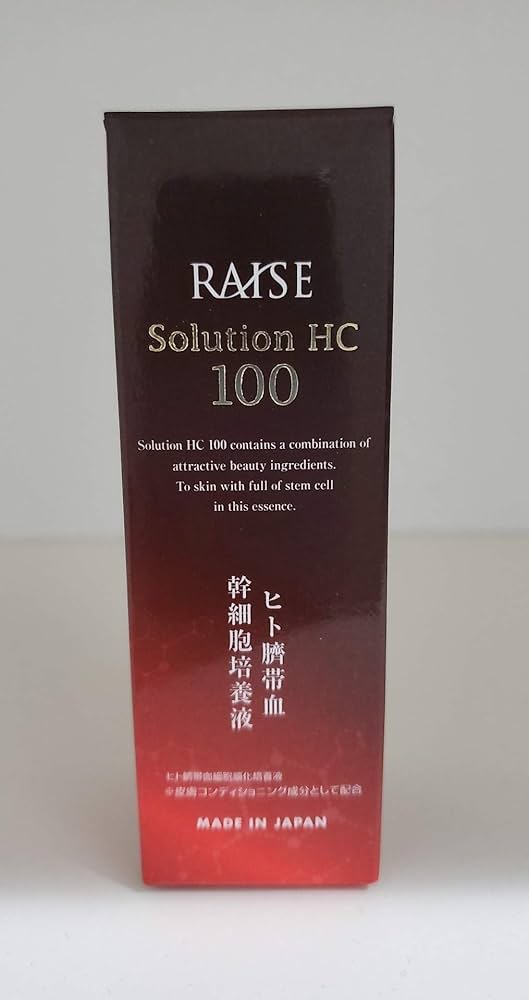 RAISE
Solution HC
100
Solution HC 100 contains a combination of
attractive beauty ingredients.
To skin with full of stem cell
in this essence.
ヒト臍帯血
幹細胞培養液
ヒト臍帯血細胞順化培養液
※皮膚コンディショニング成分として配合
MADE IN JAPAN